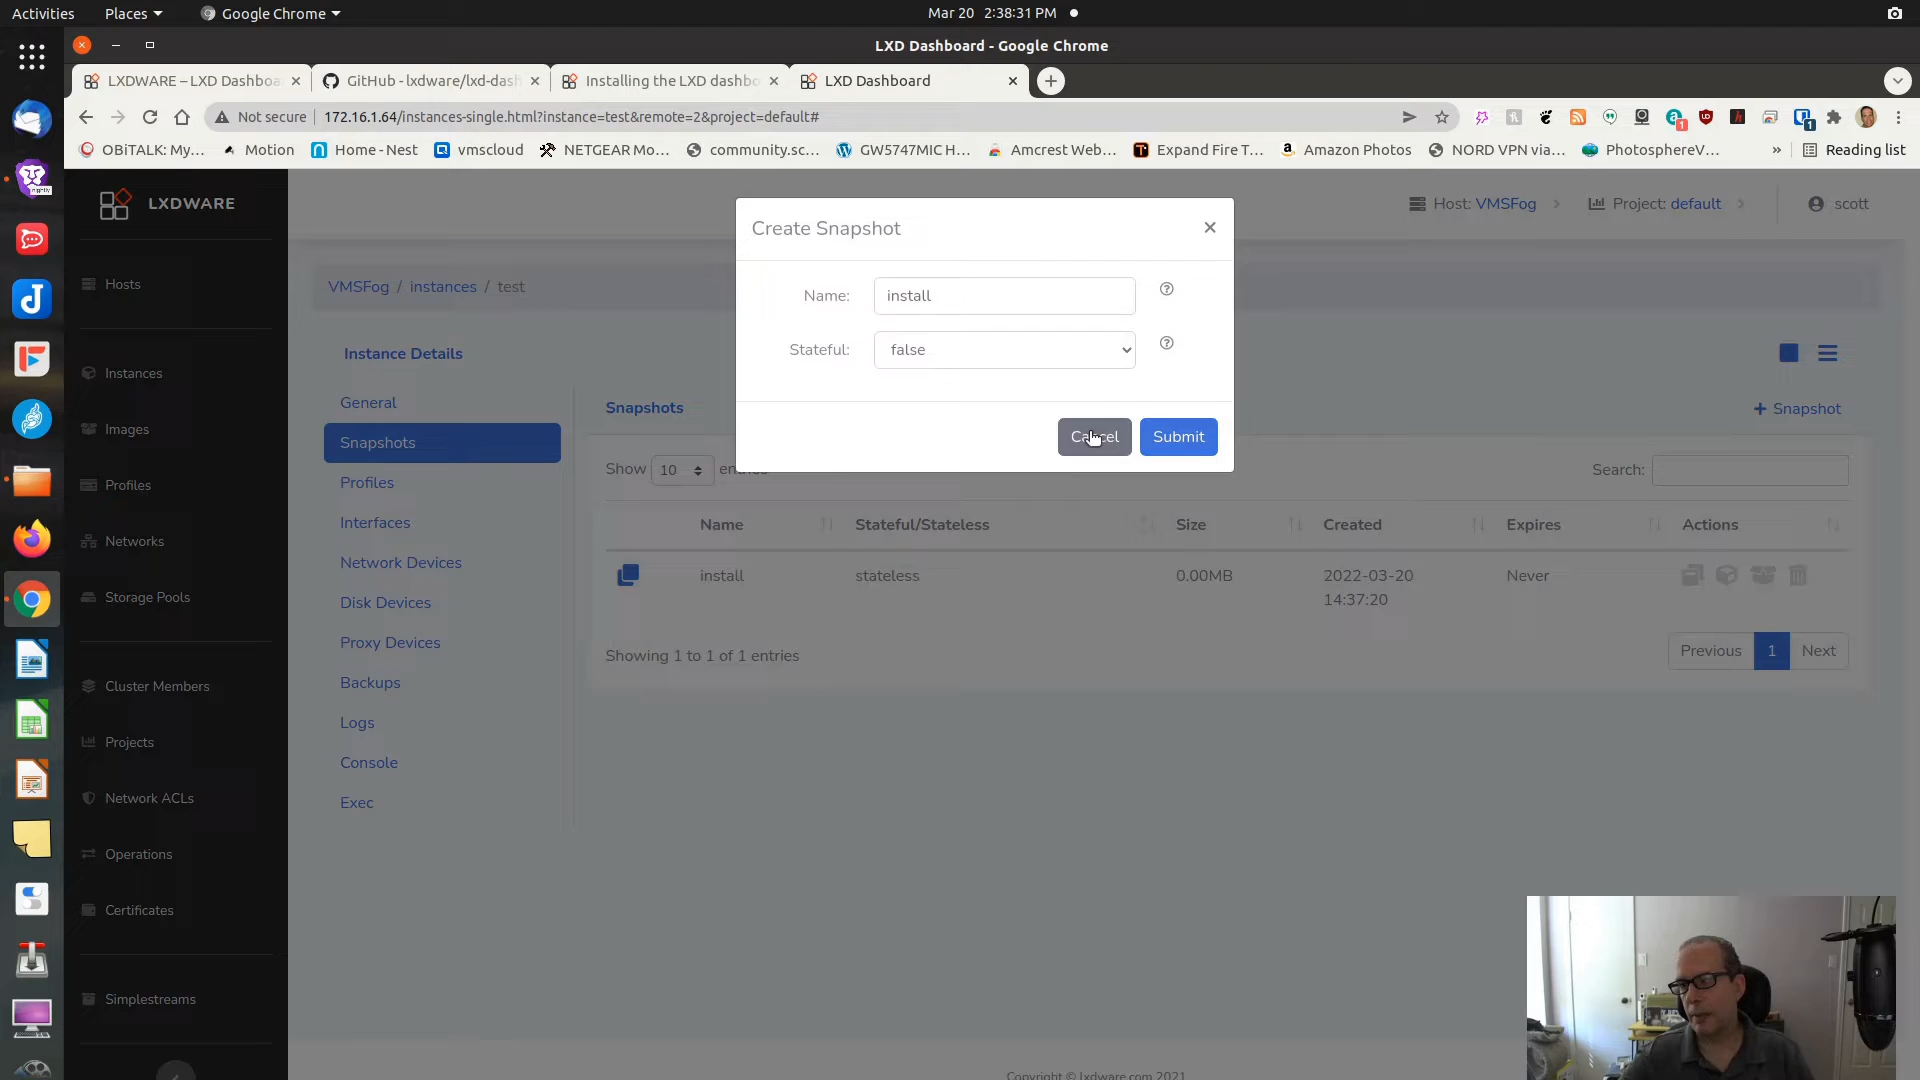 Activities
Places
Google Chrome
Mar 20 2:38:31 PM
LXD Dashboard - Google Chrome
LXDWARE – LXD Dashboa
GitHub - lxdware/lxd-dash
Installing the LXD dashbo
LXD Dashboard
Not secure
172.16.1.64/instances-single.html?instance=test&remote=2&project=default#
OBiTALK: My...
Motion
Home - Nest
vmscloud
NETGEAR Mo...
community.sc...
GW5747MIC H...
Amcrest Web...
Expand Fire T...
Amazon Photos
NORD VPN via...
PhotosphereV...
»
Reading list
LXDWARE
Host: VMSFog
Project: default
scott
Create Snapshot
Name: install
Stateful: false
Cancel
Submit
VMSFog / instances / test
Hosts
Instances
Images
Profiles
Networks
Storage Pools
Cluster Members
Projects
Network ACLs
Operations
Certificates
Simplestreams
Instance Details
General
Snapshots
Profiles
Interfaces
Network Devices
Disk Devices
Proxy Devices
Backups
Logs
Console
Exec
Snapshots
+ Snapshot
Show 10 entries
Search:
Name Stateful/Stateless Size Created Expires Actions
install stateless 0.00MB 2022-03-20 14:37:20 Never
Showing 1 to 1 of 1 entries
Previous 1 Next
Copyright © lxdware.com 2021